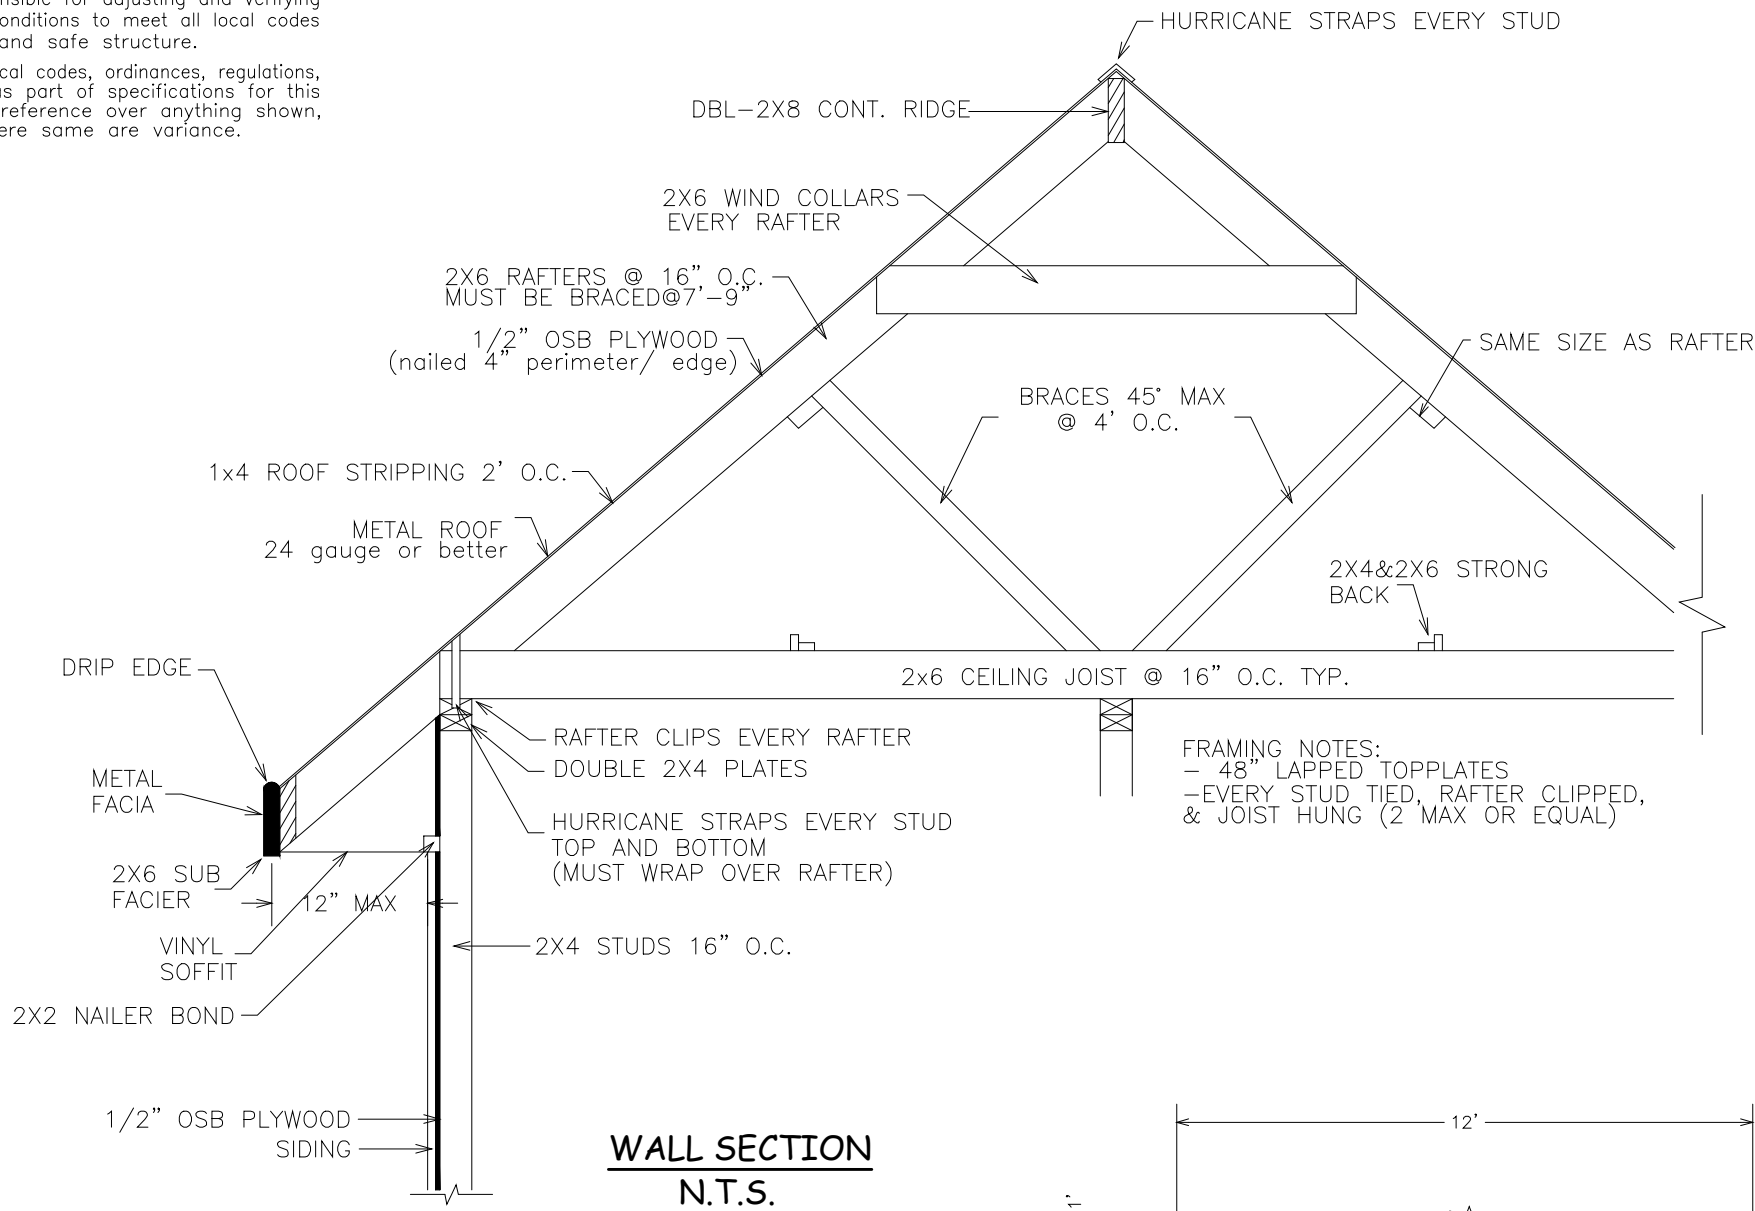 nsible for adjusting and verifying
onditions to meet all local codes
and safe structure.
cal codes, ordinances, regulations,
as part of specifications for this
reference over anything shown,
ere same are variance.
HURRICANE STRAPS EVERY STUD
DBL-2X8 CONT. RIDGE
2X6 WIND COLLARS
EVERY RAFTER
2X6 RAFTERS @ 16" O.C.
MUST BE BRACED@7'-9"
1/2" OSB PLYWOOD
(nailed 4" perimeter/ edge)
SAME SIZE AS RAFTER
BRACES 45° MAX
@ 4' O.C.
1x4 ROOF STRIPPING 2' O.C.
METAL ROOF
24 gauge or better
2X4&2X6 STRONG
BACK
DRIP EDGE
2x6 CEILING JOIST @ 16" O.C. TYP.
RAFTER CLIPS EVERY RAFTER
DOUBLE 2X4 PLATES
METAL
FACIA
FRAMING NOTES:
- 48" LAPPED TOPPLATES
-EVERY STUD TIED, RAFTER CLIPPED,
& JOIST HUNG (2 MAX OR EQUAL)
HURRICANE STRAPS EVERY STUD
TOP AND BOTTOM
(MUST WRAP OVER RAFTER)
2X6 SUB
FACIER
12" MAX
VINYL
SOFFIT
2X4 STUDS 16" O.C.
2X2 NAILER BOND
1/2" OSB PLYWOOD
SIDING
WALL SECTION
N.T.S.
12'